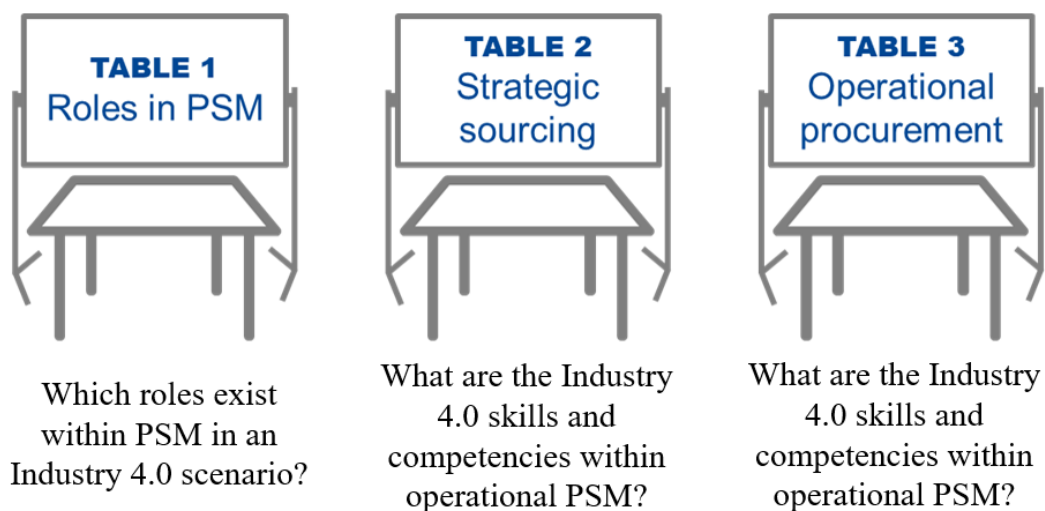 TABLE 1
Roles in PSM
Which roles exist
within PSM in an
Industry 4.0 scenario?
TABLE 2
Strategic
sourcing
What are the Industry
4.0 skills and
competencies within
operational PSM?
TABLE 3
Operational
procurement
What are the Industry
4.0 skills and
competencies within
operational PSM?